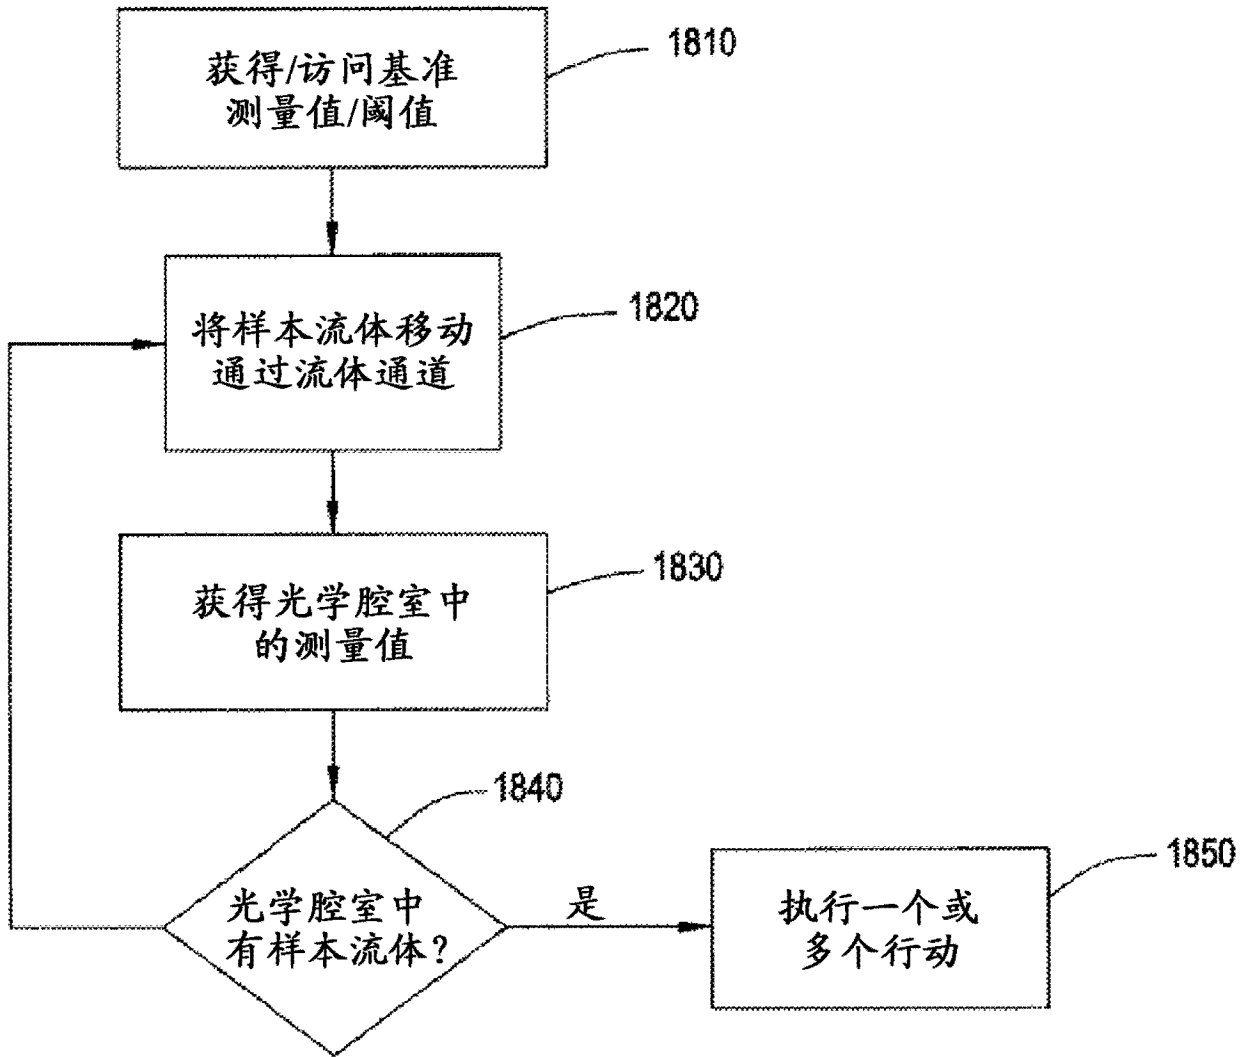 1810
获得/访问基准
测量值/阈值
1820
将样本流体移动
通过流体通道
1830
获得光学腔室中
的测量值
1840
光学腔室中
有样本流体?
是
1850
执行一个或
多个行动